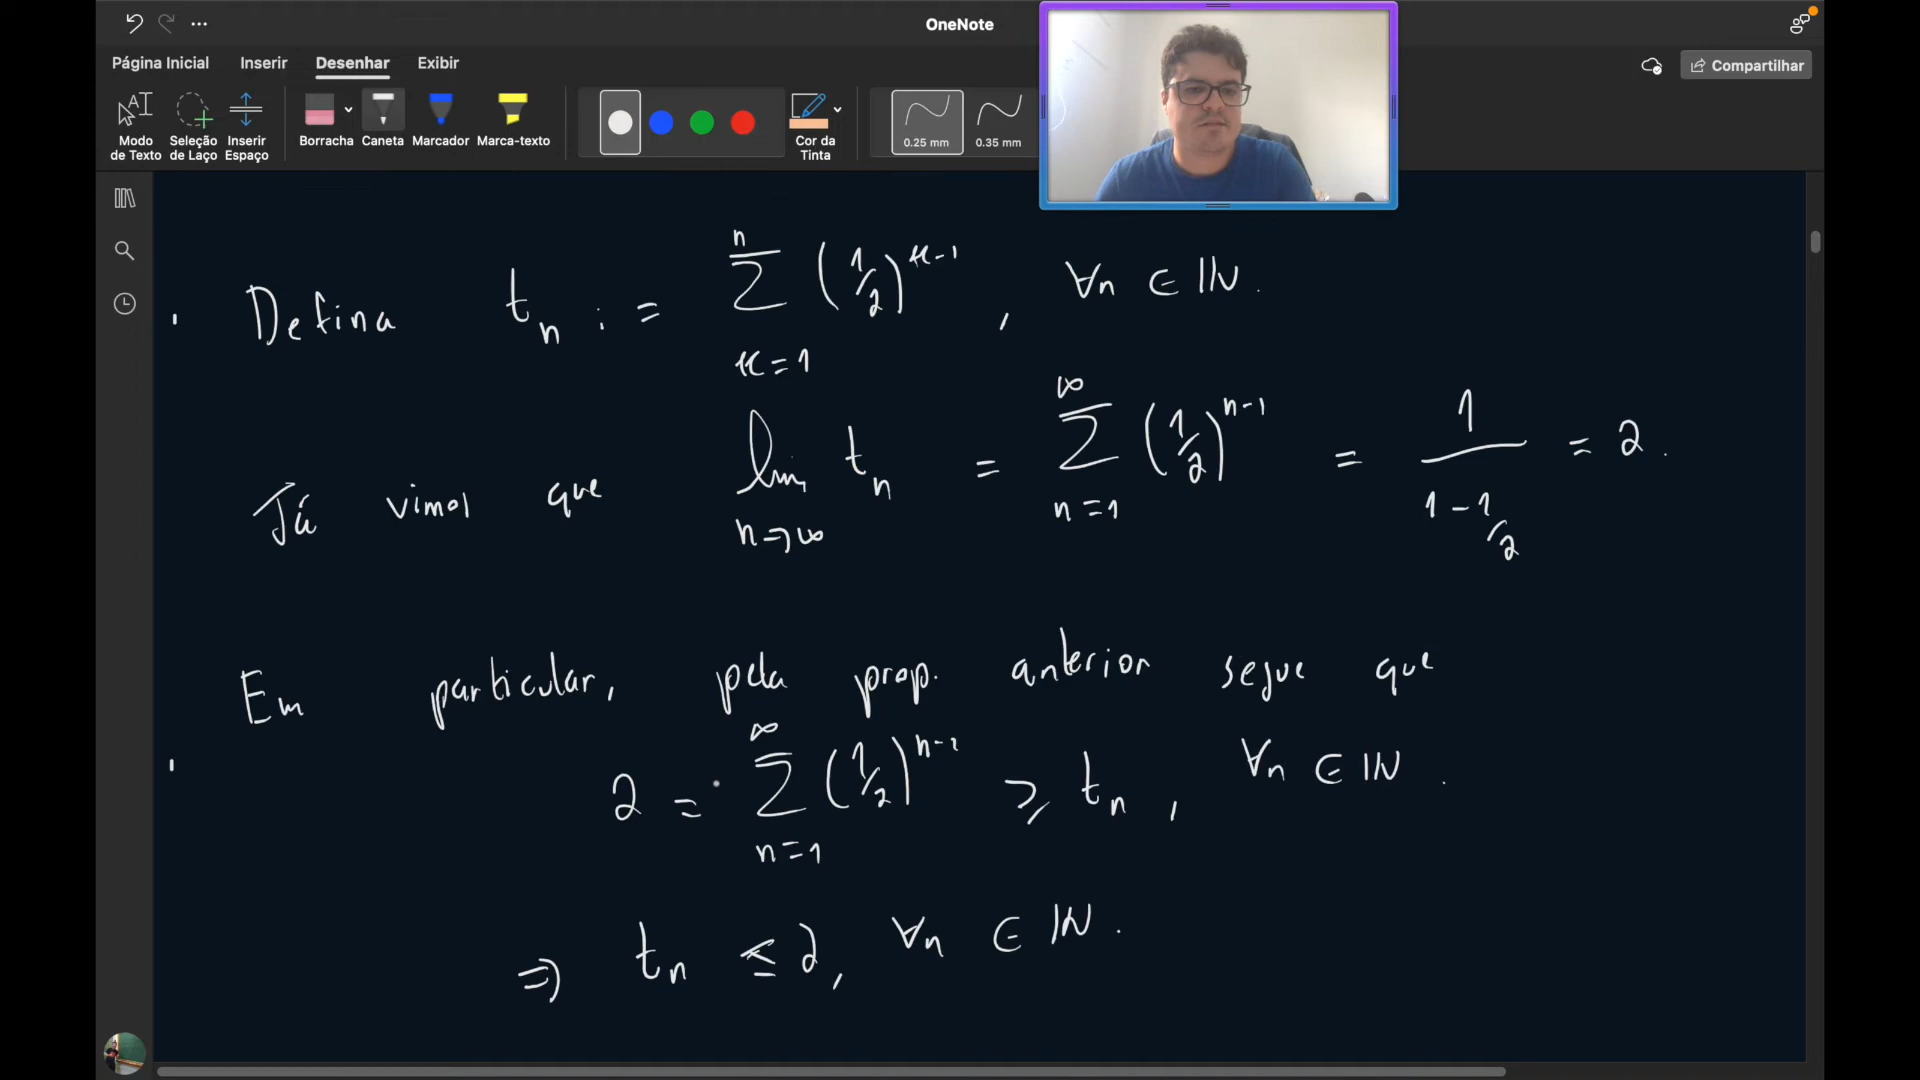 OneNote
Página Inicial Inserir Desenhar Exibir
Compartilhar
Modo de Texto
Seleção de Laço
Inserir Espaço
Borracha
Caneta
Marcador
Marca-texto
Cor da Tinta
0.25 mm
0.35 mm
. Defina t_n := ∑_{k=1}^{n} (1/2)^{k-1}, ∀n ∈ ℕ.
Já vimos que lim_{n→∞} t_n = ∑_{n=1}^{∞} (1/2)^{n-1} = 1/(1-1/2) = 2.
Em particular, pela prop. anterior segue que
. 2 = ∑_{n=1}^{∞} (1/2)^{n-1} ≥ t_n, ∀n ∈ ℕ.
⇒ t_n ≤ 2, ∀n ∈ ℕ.